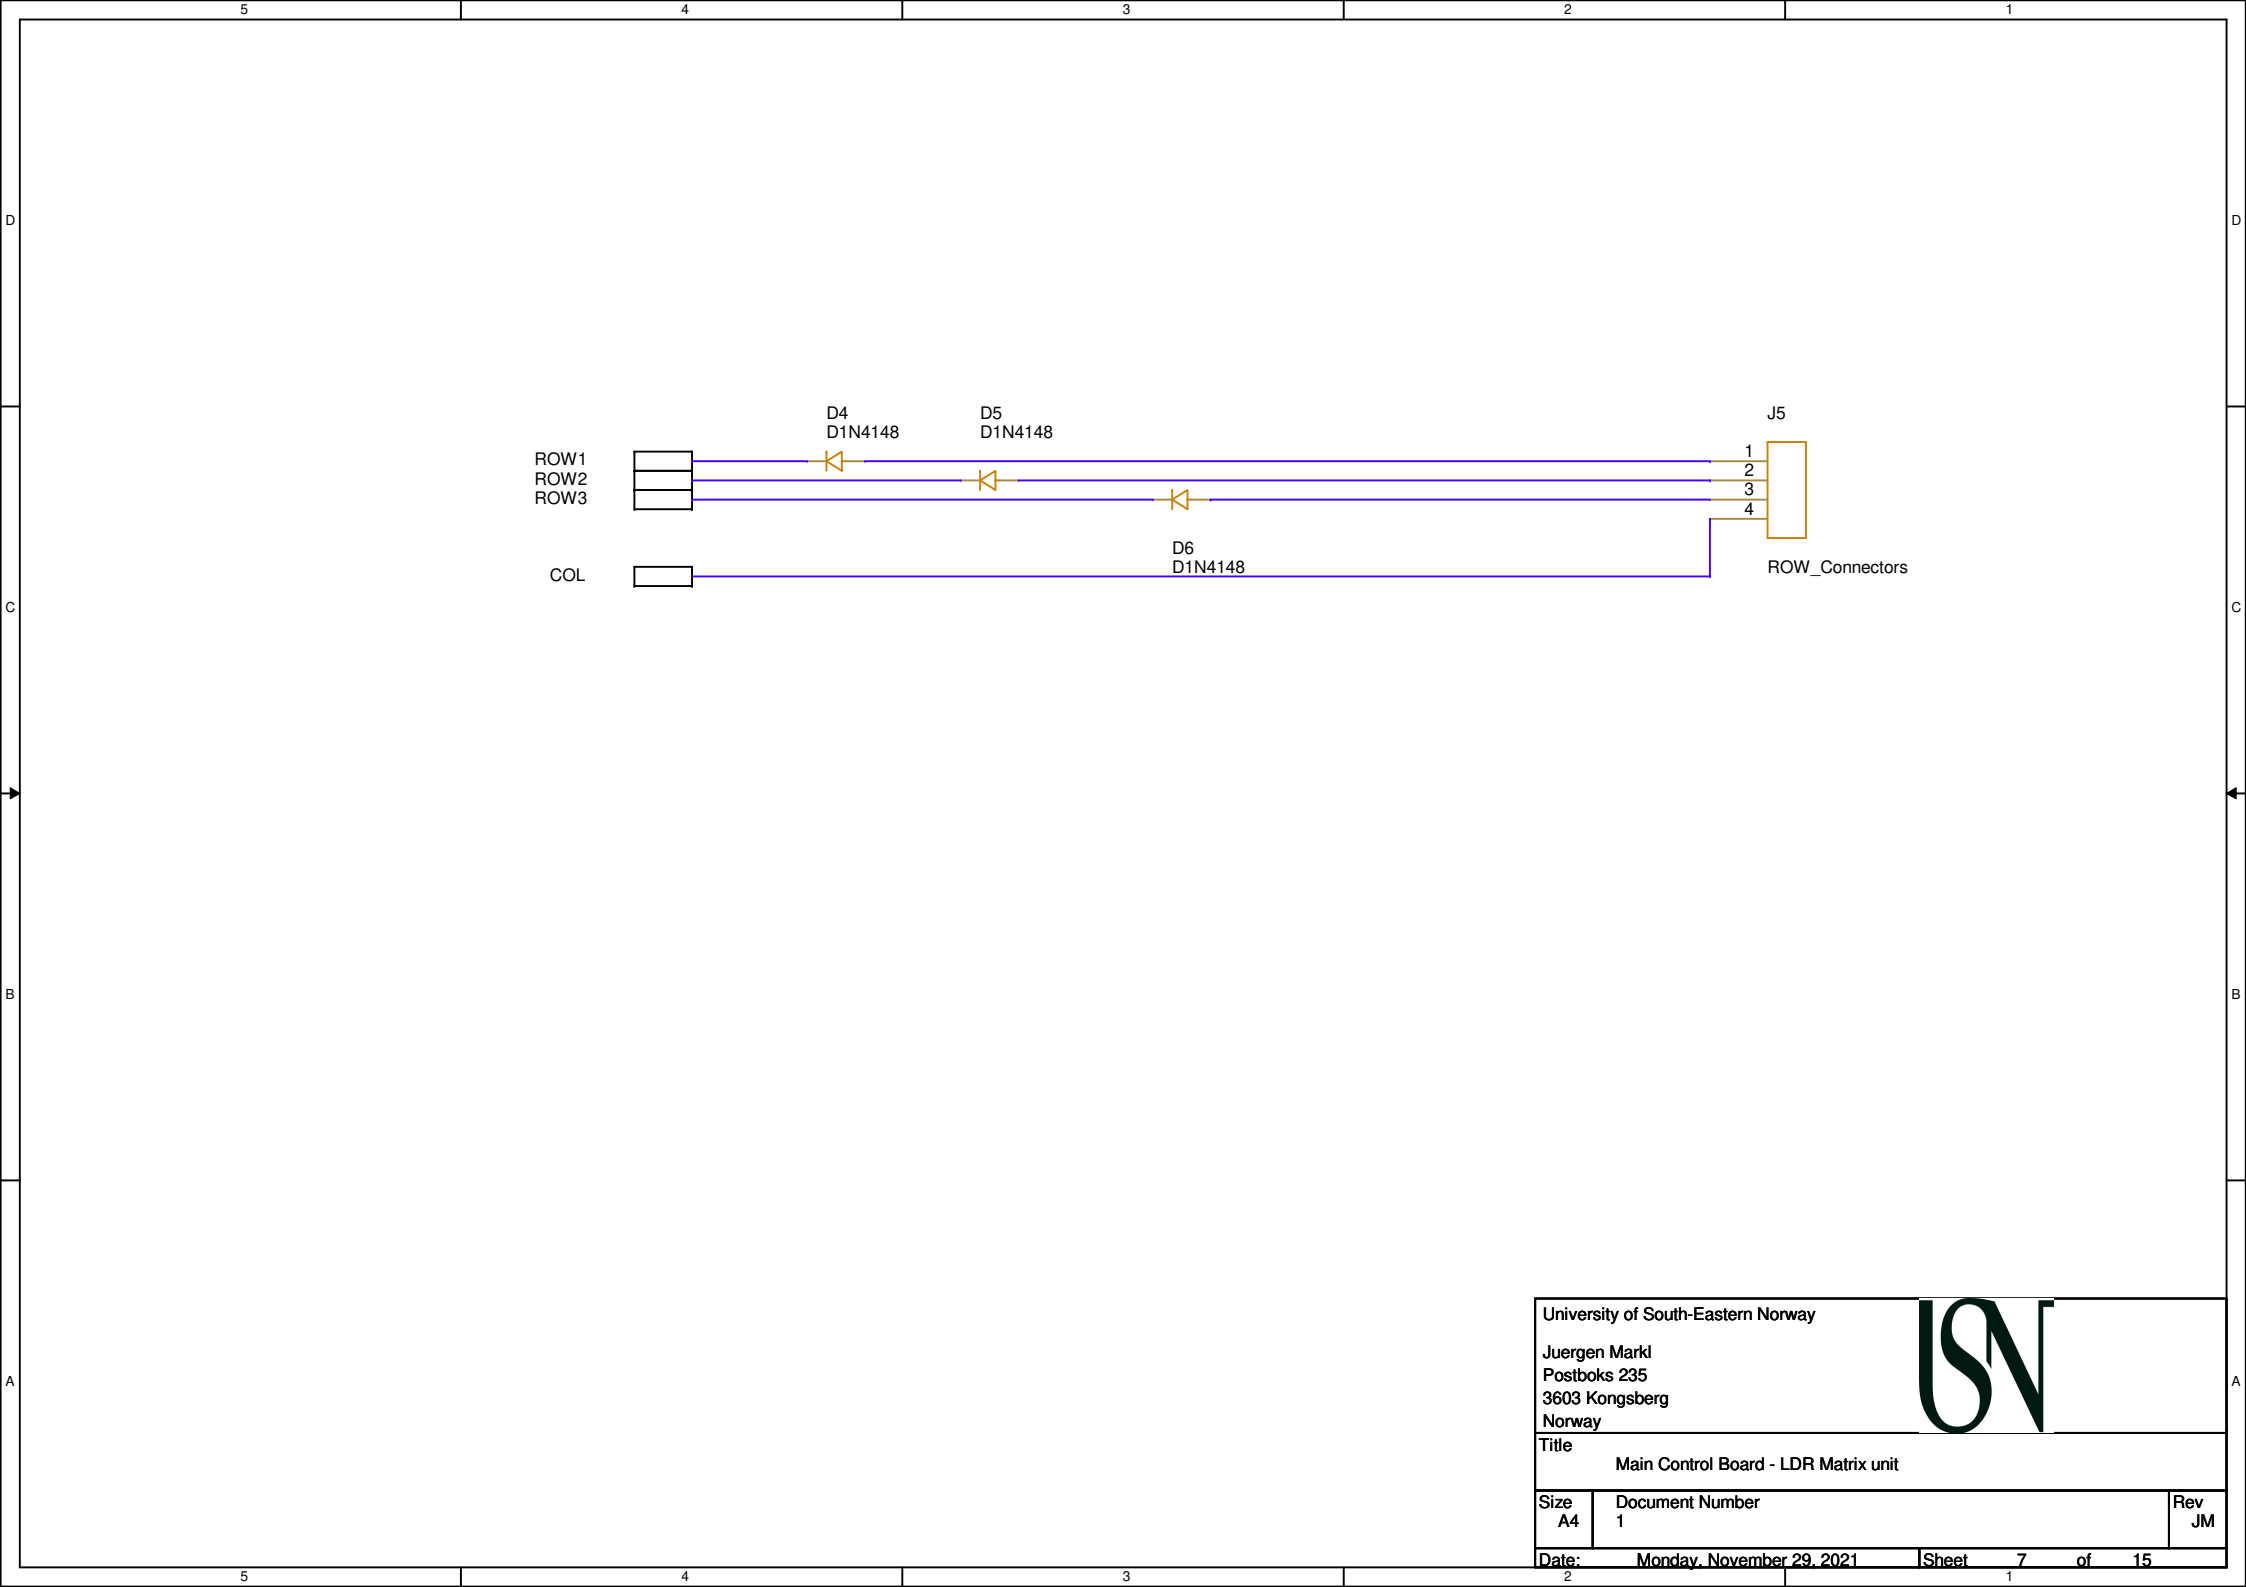 5 4 3 2 1
D D
D4 D5 J5
D1N4148 D1N4148
ROW1 1
ROW2 2
ROW3 3
4
D6
D1N4148
COL ROW_Connectors
C C
B B
University of South-Eastern Norway
USN
Juergen Markl
Postboks 235
3603 Kongsberg
Norway
A A
Title
Main Control Board - LDR Matrix unit
Size Document Number Rev
A4 1 JM
Date: Monday, November 29, 2021 Sheet 7 of 15
5 4 3 2 1